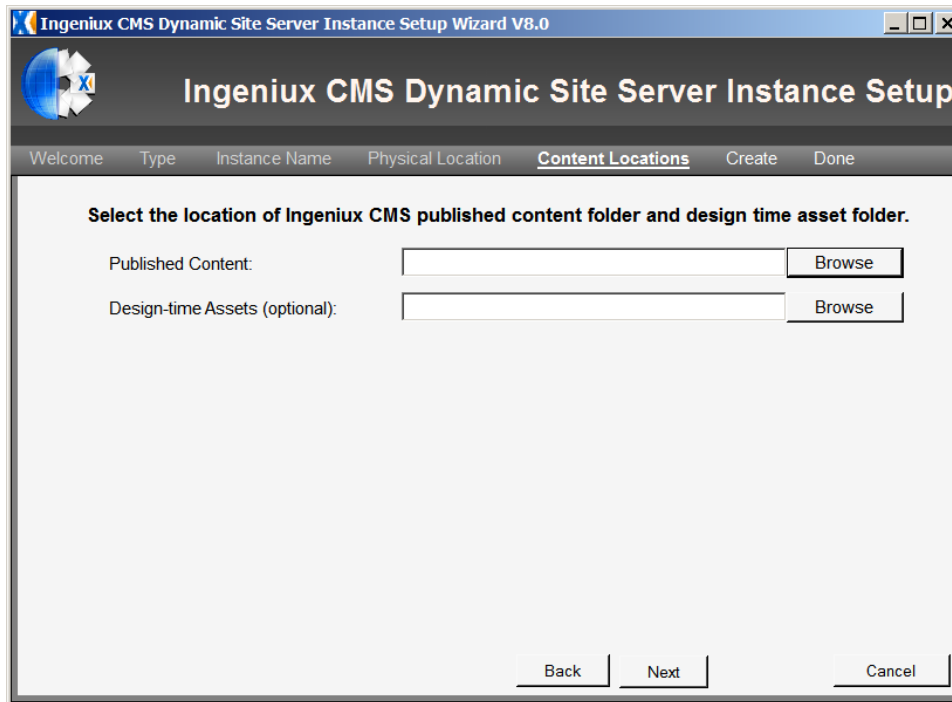 Ingeniux CMS Dynamic Site Server Instance Setup Wizard V8.0
Ingeniux CMS Dynamic Site Server Instance Setup
Welcome Type Instance Name Physical Location Content Locations Create Done
Select the location of Ingeniux CMS published content folder and design time asset folder.
Published Content: Browse
Design-time Assets (optional): Browse
Back Next Cancel